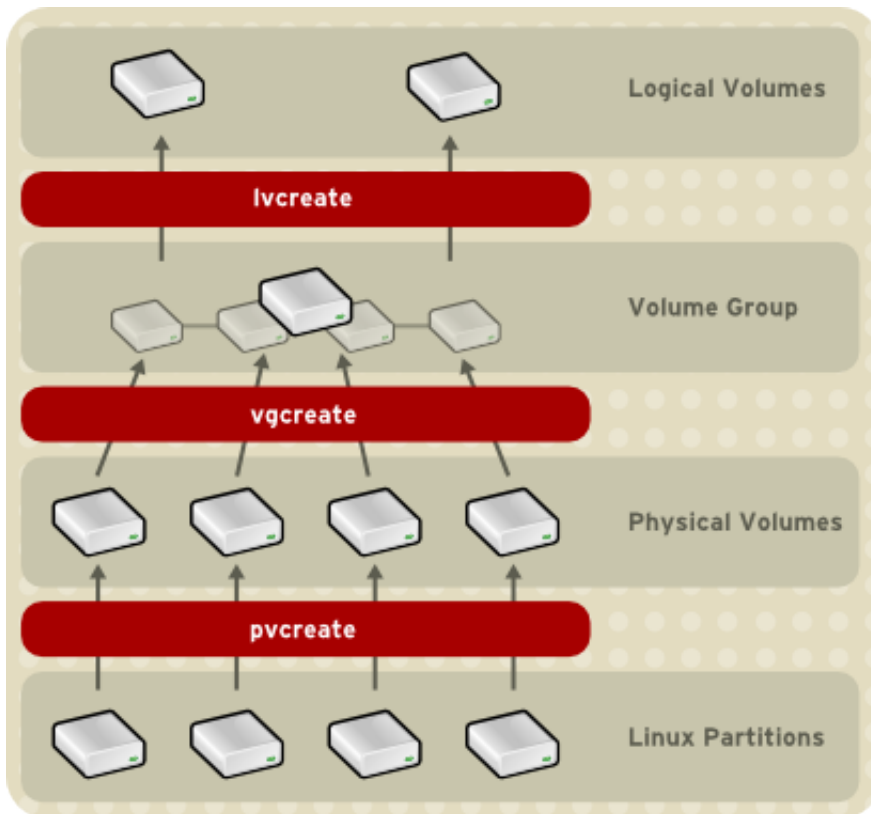 Logical Volumes
lvcreate
Volume Group
vgcreate
Physical Volumes
pvcreate
Linux Partitions